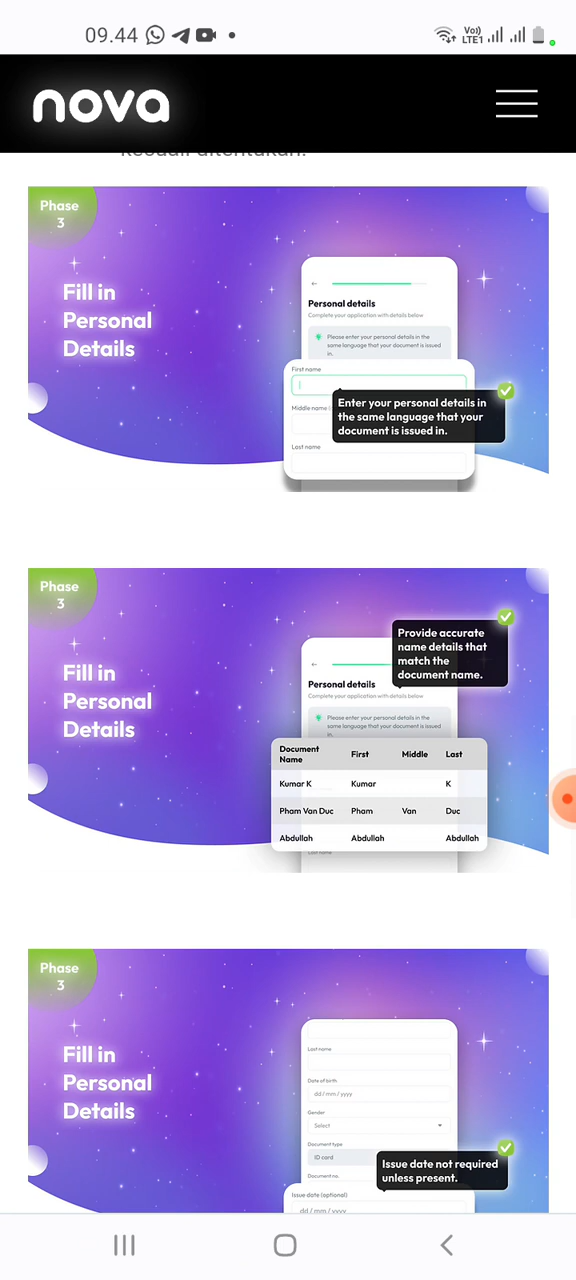 09.44
Vo))
LTE1
nova
kecuali ditentukan.
Phase
3
Fill in
Personal
Details
Personal details
Complete your application with details below
Please enter your personal details in the
same language that your document is issued
in.
First name
Middle name
Enter your personal details in
the same language that your
document is issued in.
Last name
Phase
3
Fill in
Personal
Details
Provide accurate
name details that
match the
document name.
Personal details
Complete your application with details below
Please enter your personal details in the
same language that your document is issued
in.
Document Name First Middle Last
Kumar K Kumar K
Pham Van Duc Pham Van Duc
Abdullah Abdullah Abdullah
Last name
Phase
3
Fill in
Personal
Details
Last name
Date of birth
dd / mm / yyyy
Gender
Select
Document type
ID card
Document no.
Issue date not required
unless present.
Issue date (optional)
dd / mm / yyyy